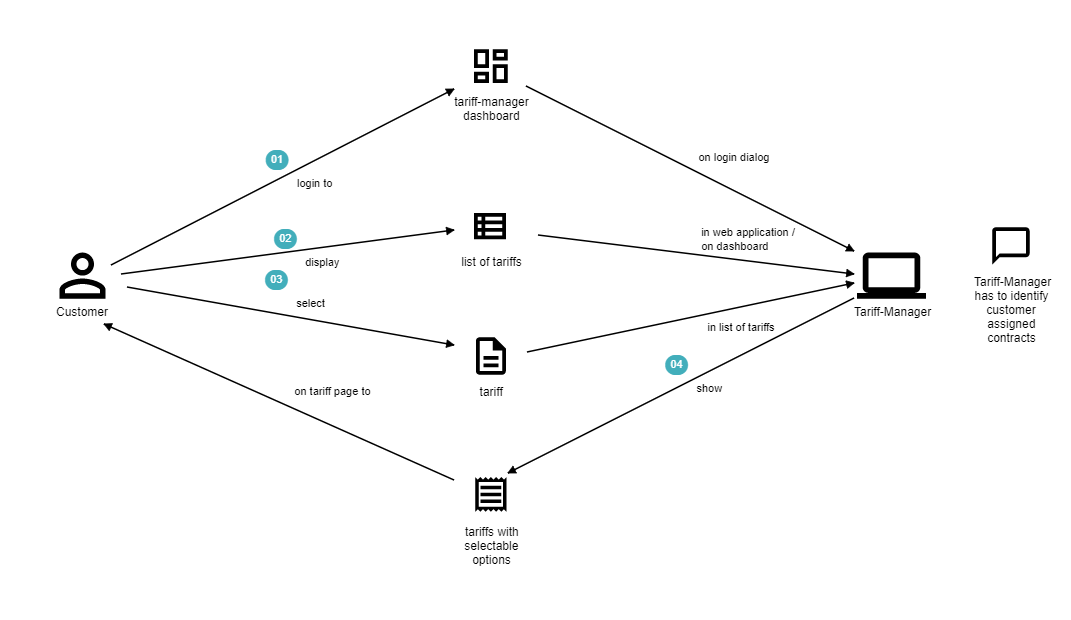 tariff-manager
dashboard
01
login to
on login dialog
02
display
list of tariffs
in web application /
on dashboard
03
select
Customer
Tariff-Manager
Tariff-Manager
has to identify
customer
assigned
contracts
in list of tariffs
tariff
04
show
on tariff page to
tariffs with
selectable
options